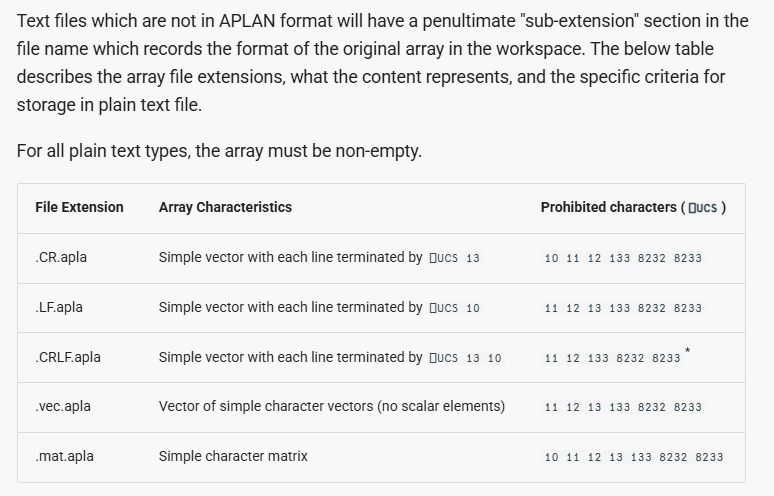 Text files which are not in APLAN format will have a penultimate "sub-extension" section in the
file name which records the format of the original array in the workspace. The below table
describes the array file extensions, what the content represents, and the specific criteria for
storage in plain text file.
For all plain text types, the array must be non-empty.
File Extension Array Characteristics Prohibited characters (⎕UCS)
.CR.apla Simple vector with each line terminated by ⎕UCS 13 10 11 12 133 8232 8233
.LF.apla Simple vector with each line terminated by ⎕UCS 10 11 12 13 133 8232 8233
.CRLF.apla Simple vector with each line terminated by ⎕UCS 13 10 11 12 133 8232 8233 *
.vec.apla Vector of simple character vectors (no scalar elements) 11 12 13 133 8232 8233
.mat.apla Simple character matrix 10 11 12 13 133 8232 8233